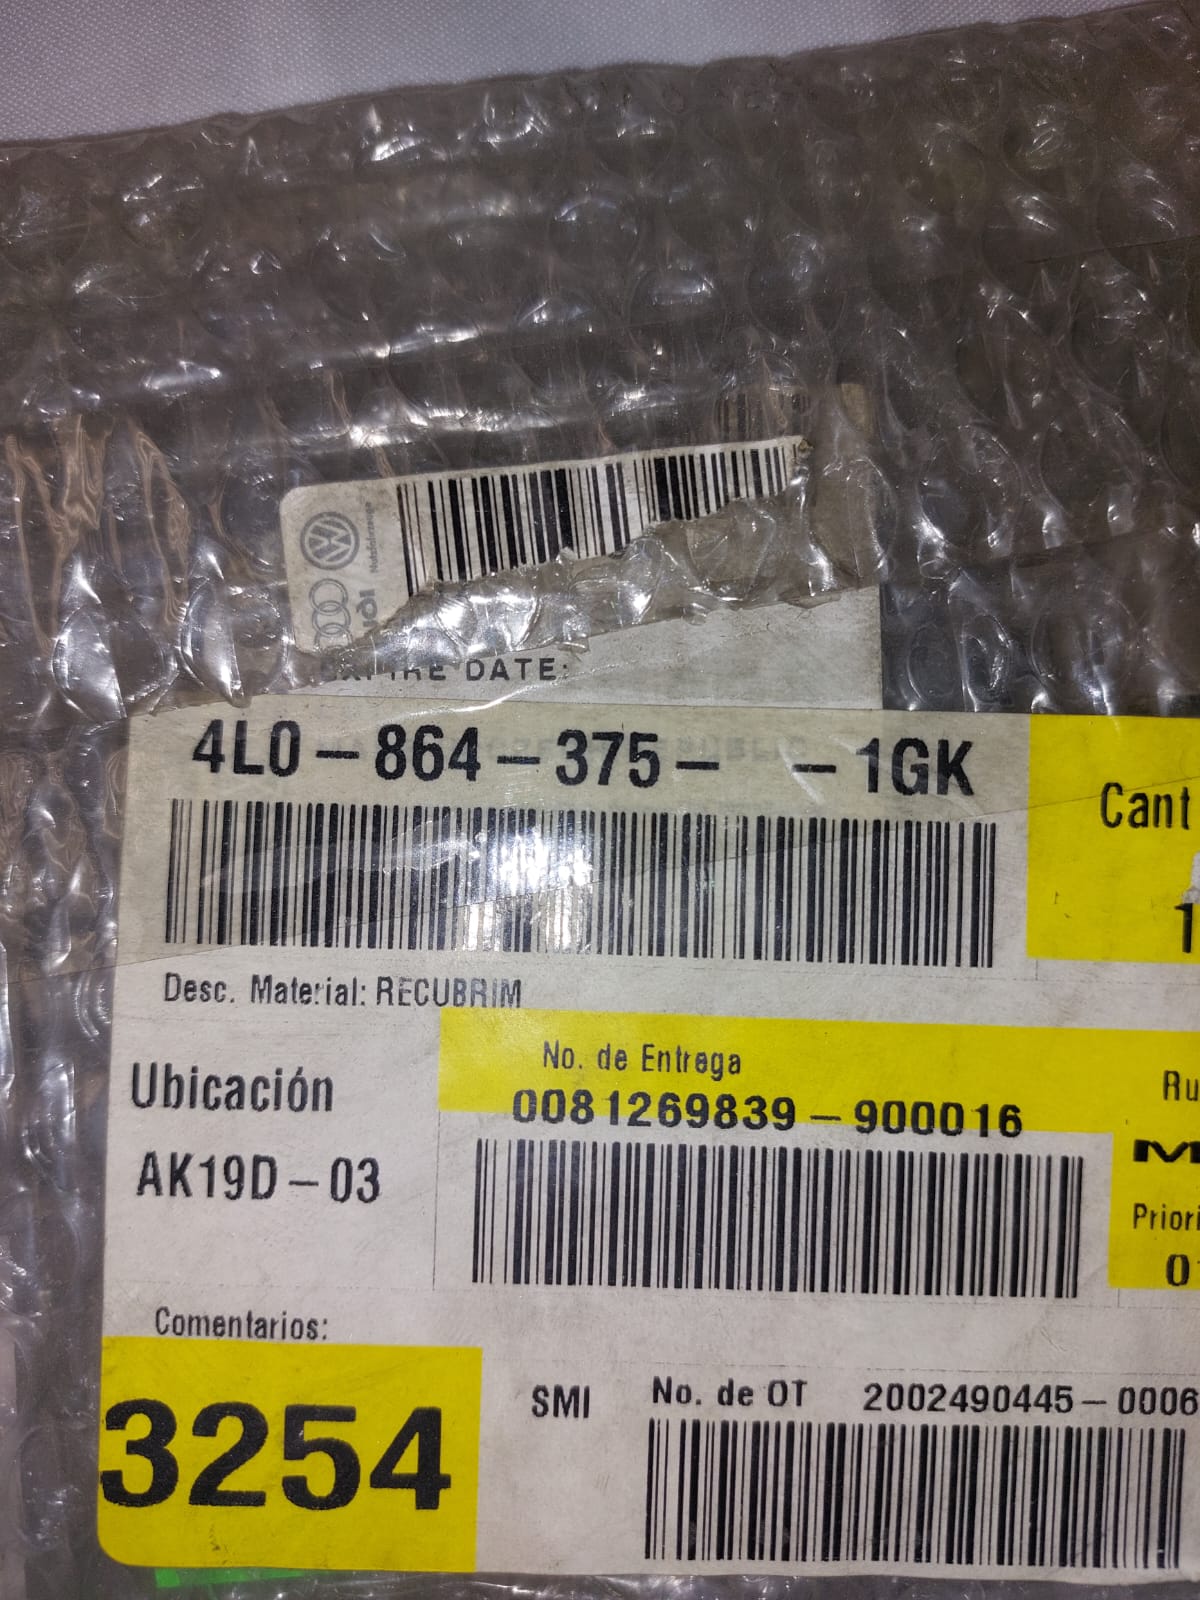 EXPIRE DATE:
4L0-864-375- -1GK
Cant
1
Desc. Material: RECUBRIM
No. de Entrega
0081269839-900016
Ubicación
AK19D-03
Comentarios:
3254
SMI
No. de OT 2002490445-0006